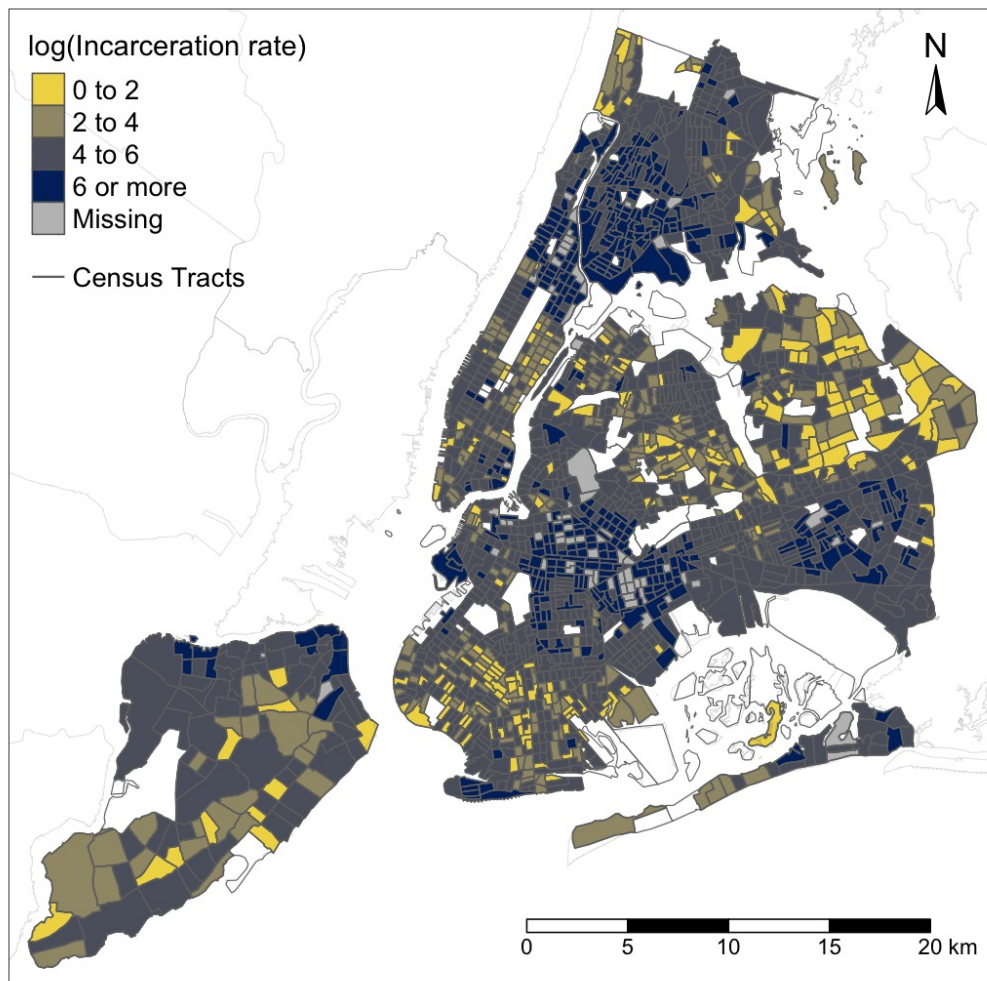 log(Incarceration rate)
0 to 2
2 to 4
4 to 6
6 or more
Missing
Census Tracts
N
0 5 10 15 20 km